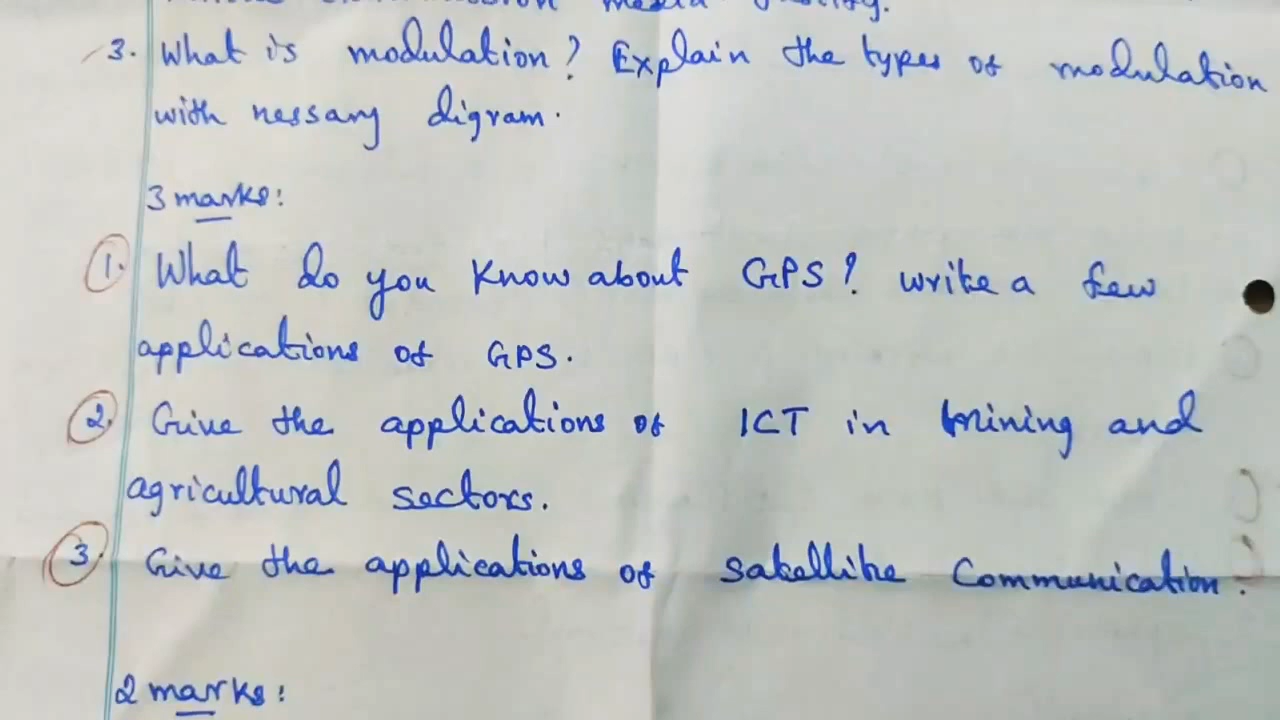 3. What is modulation? Explain the types of modulation
with nessary digram.
3 marks:
1. What do you know about GPS? write a few
applications of GPS.
2. Give the applications of ICT in mining and
agricultural sectors.
3. Give the applications of satellite Communication.
2 marks: